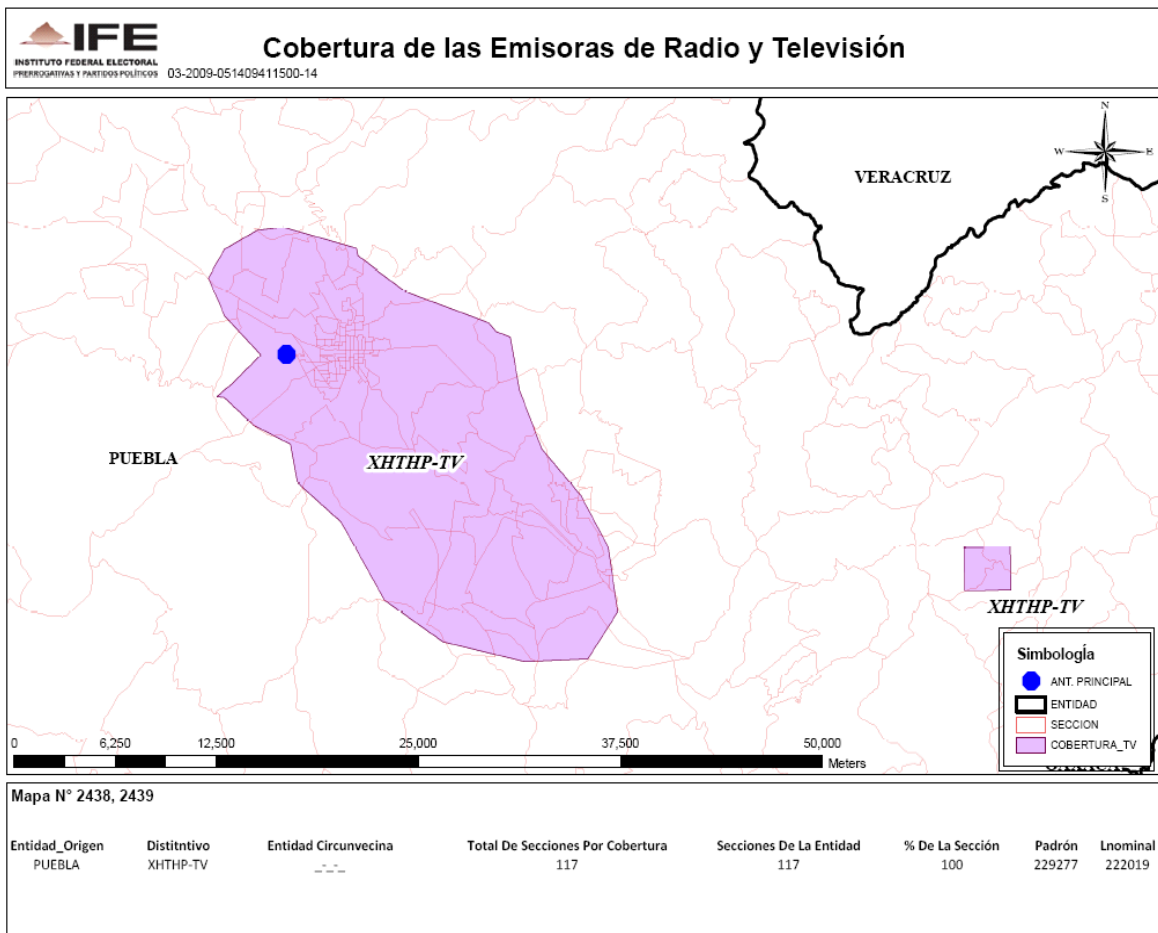 IFE
INSTITUTO FEDERAL ELECTORAL
PRERROGATIVAS Y PARTIDOS POLÍTICOS
03-2009-051409411500-14
Cobertura de las Emisoras de Radio y Televisión
N
W E
S
VERACRUZ
PUEBLA
XHTHP-TV
XHTHP-TV
Simbología
ANT. PRINCIPAL
ENTIDAD
SECCION
COBERTURA_TV
0 6,250 12,500 25,000 37,500 50,000
Meters
Mapa N° 2438, 2439
Entidad_Origen Distitntivo Entidad Circunvecina Total De Secciones Por Cobertura Secciones De La Entidad % De La Sección Padrón Lnominal
PUEBLA XHTHP-TV _-_-_ 117 117 100 229277 222019